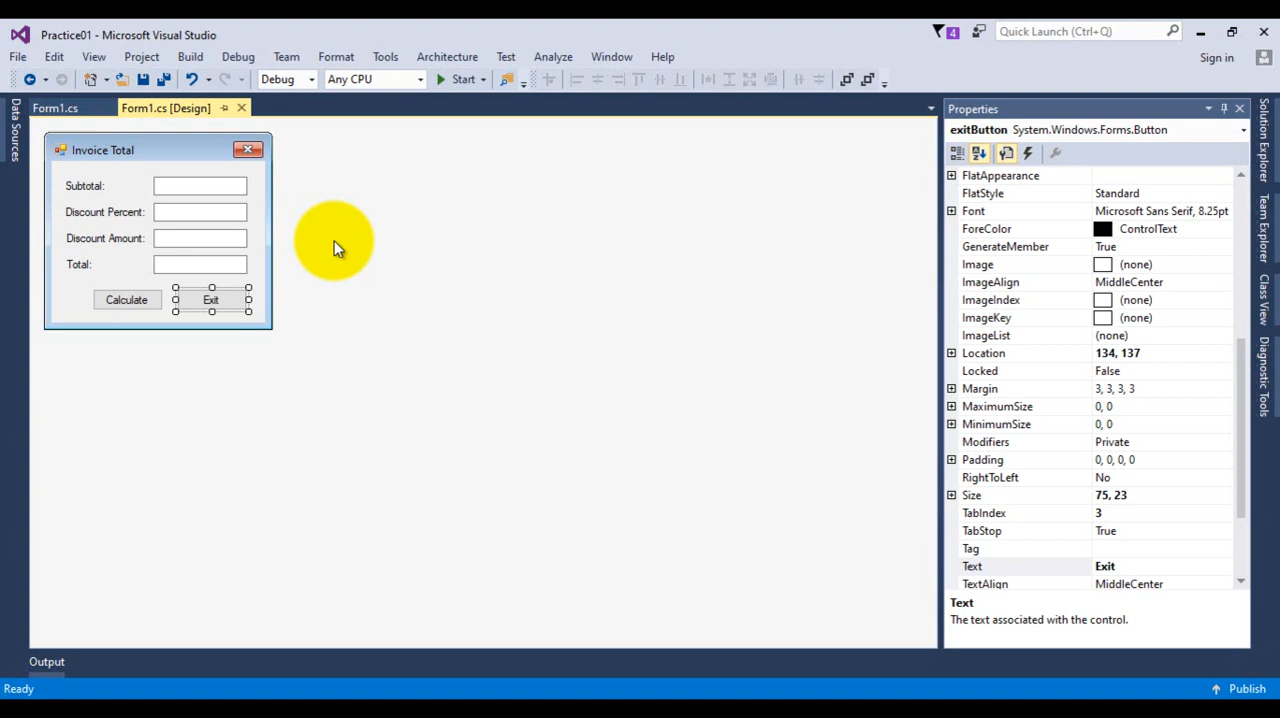 Practice01 - Microsoft Visual Studio
4
Quick Launch (Ctrl+Q)
File Edit View Project Build Debug Team Format Tools Architecture Test Analyze Window Help
Sign in
Debug Any CPU Start
Data Sources
Form1.cs Form1.cs [Design]
Invoice Total
Subtotal:
Discount Percent:
Discount Amount:
Total:
Calculate Exit
Properties
exitButton System.Windows.Forms.Button
FlatAppearance
FlatStyle Standard
Font Microsoft Sans Serif, 8.25pt
ForeColor ControlText
GenerateMember True
Image (none)
ImageAlign MiddleCenter
ImageIndex (none)
ImageKey (none)
ImageList (none)
Location 134, 137
Locked False
Margin 3, 3, 3, 3
MaximumSize 0, 0
MinimumSize 0, 0
Modifiers Private
Padding 0, 0, 0, 0
RightToLeft No
Size 75, 23
TabIndex 3
TabStop True
Tag
Text Exit
TextAlign MiddleCenter
Text
The text associated with the control.
Solution Explorer
Team Explorer
Class View
Diagnostic Tools
Output
Ready
Publish